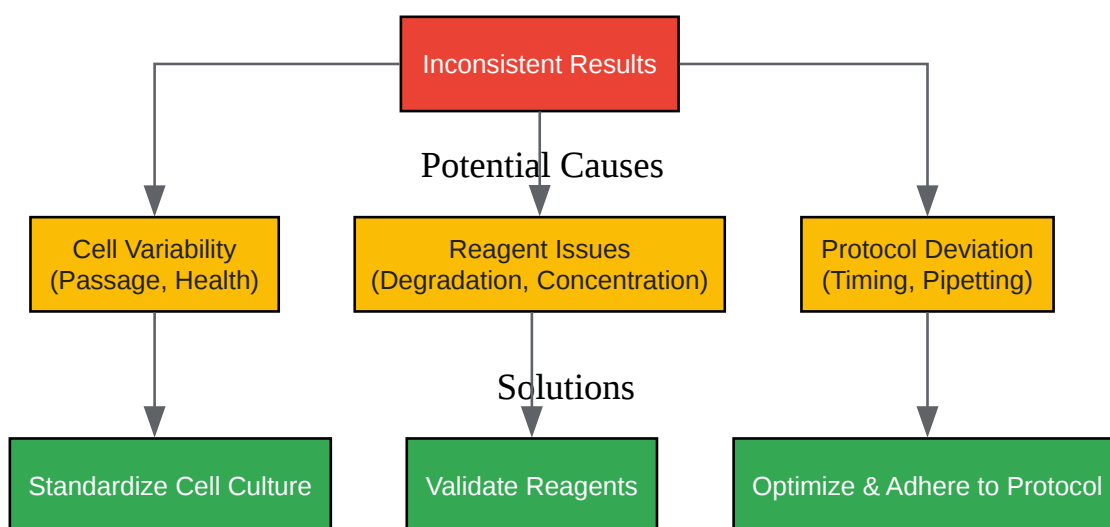 Inconsistent Results
Potential Causes
Cell Variability
(Passage, Health)
Reagent Issues
(Degradation, Concentration)
Protocol Deviation
(Timing, Pipetting)
Solutions
Standardize Cell Culture
Validate Reagents
Optimize & Adhere to Protocol